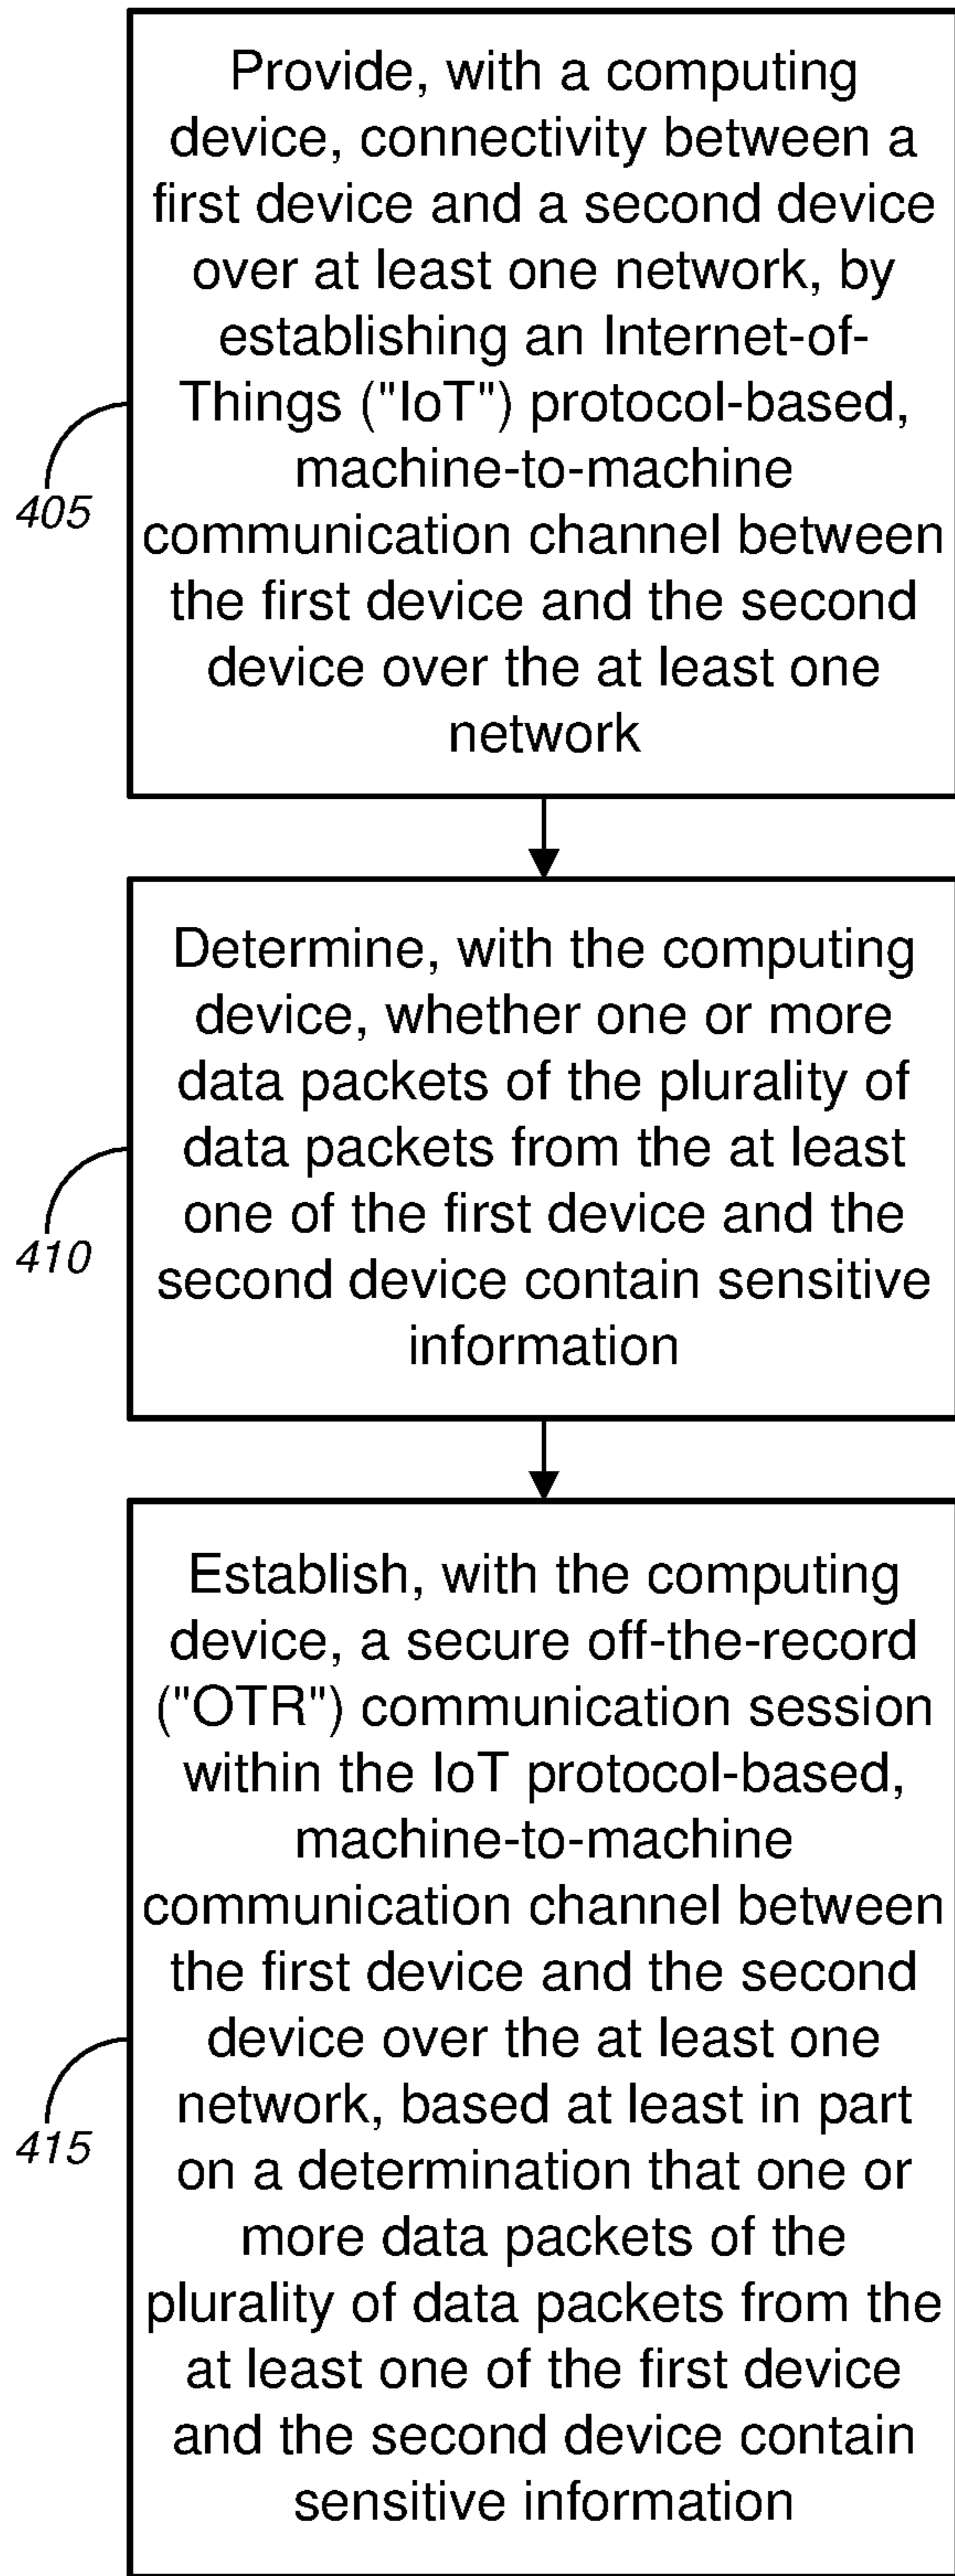 Provide, with a computing
device, connectivity between a
first device and a second device
over at least one network, by
establishing an Internet-of-
Things ("IoT") protocol-based,
machine-to-machine
communication channel between
the first device and the second
device over the at least one
network
405
Determine, with the computing
device, whether one or more
data packets of the plurality of
data packets from the at least
one of the first device and the
second device contain sensitive
information
410
Establish, with the computing
device, a secure off-the-record
("OTR") communication session
within the IoT protocol-based,
machine-to-machine
communication channel between
the first device and the second
device over the at least one
network, based at least in part
on a determination that one or
more data packets of the
plurality of data packets from the
at least one of the first device
and the second device contain
sensitive information
415